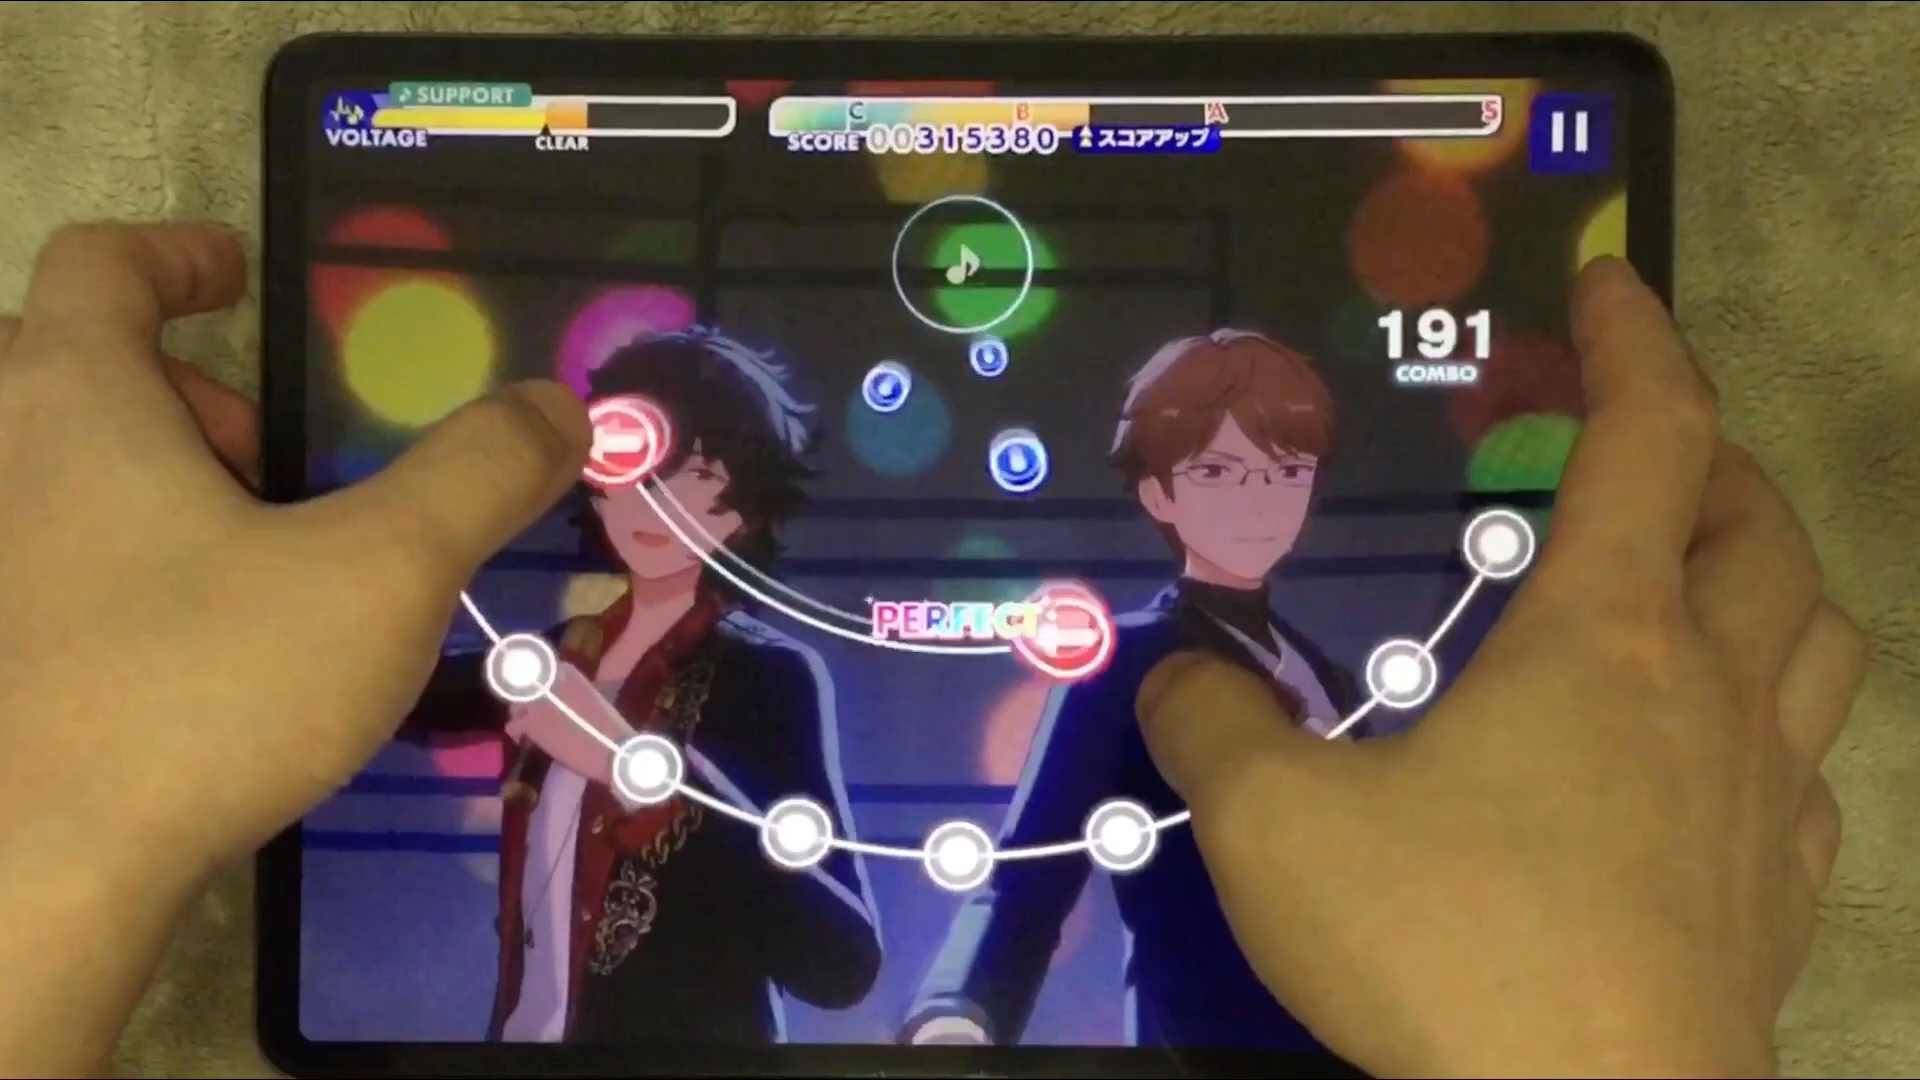 ♪ SUPPORT
VOLTAGE
CLEAR
C B A S
SCORE 00315380 スコアアップ
191
COMBO
PERFECT